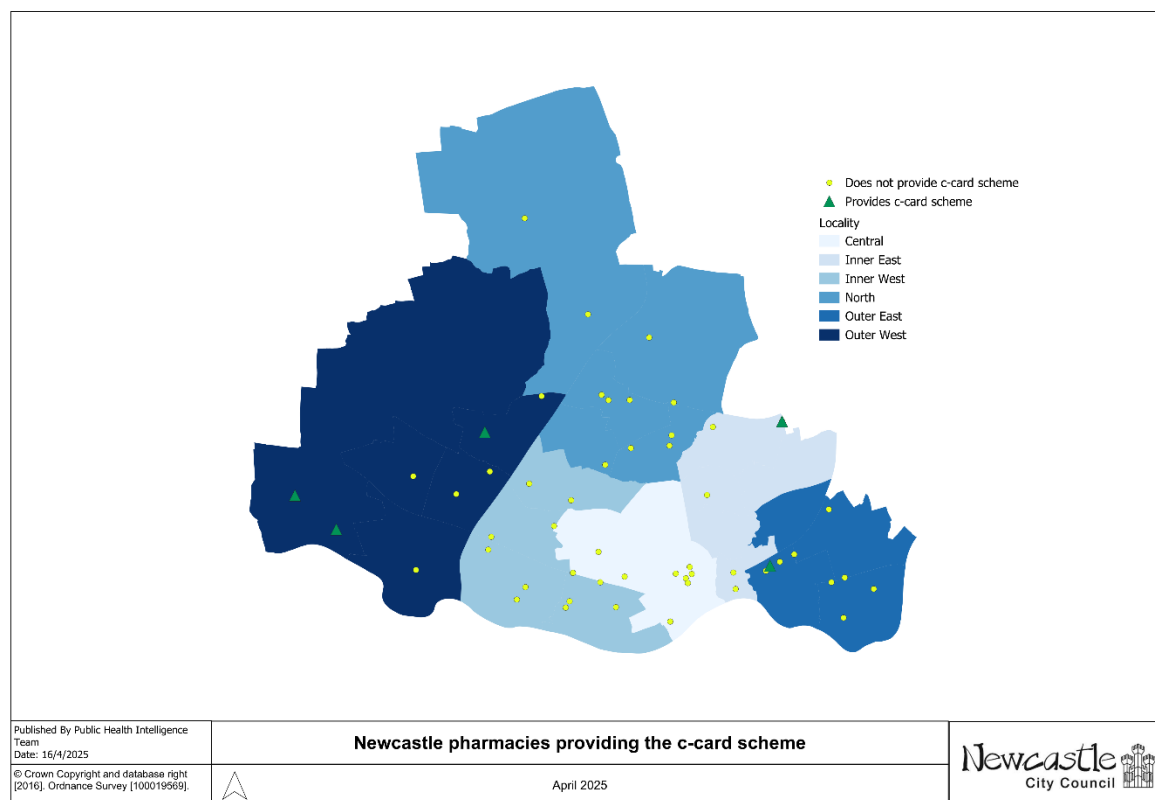 Does not provide c-card scheme
Provides c-card scheme
Locality
Central
Inner East
Inner West
North
Outer East
Outer West
Published By Public Health Intelligence
Team
Date: 16/4/2025
© Crown Copyright and database right
[2016]. Ordnance Survey [100019569].
Newcastle pharmacies providing the c-card scheme
April 2025
Newcastle
City Council